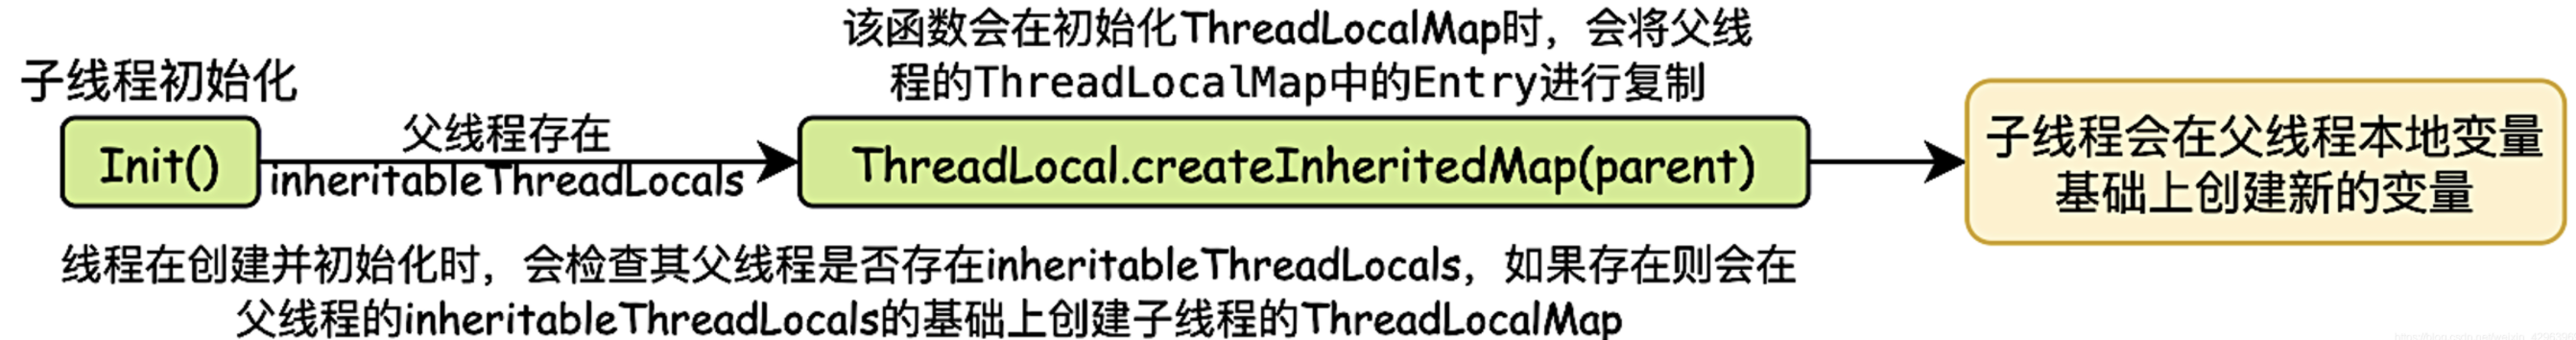 该函数会在初始化ThreadLocalMap时，会将父线
程的ThreadLocalMap中的Entry进行复制
子线程初始化
Init()
父线程存在
inheritableThreadLocals
ThreadLocal.createInheritedMap(parent)
子线程会在父线程本地变量
基础上创建新的变量
线程在创建并初始化时，会检查其父线程是否存在inheritableThreadLocals，如果存在则会在
父线程的inheritableThreadLocals的基础上创建子线程的ThreadLocalMap